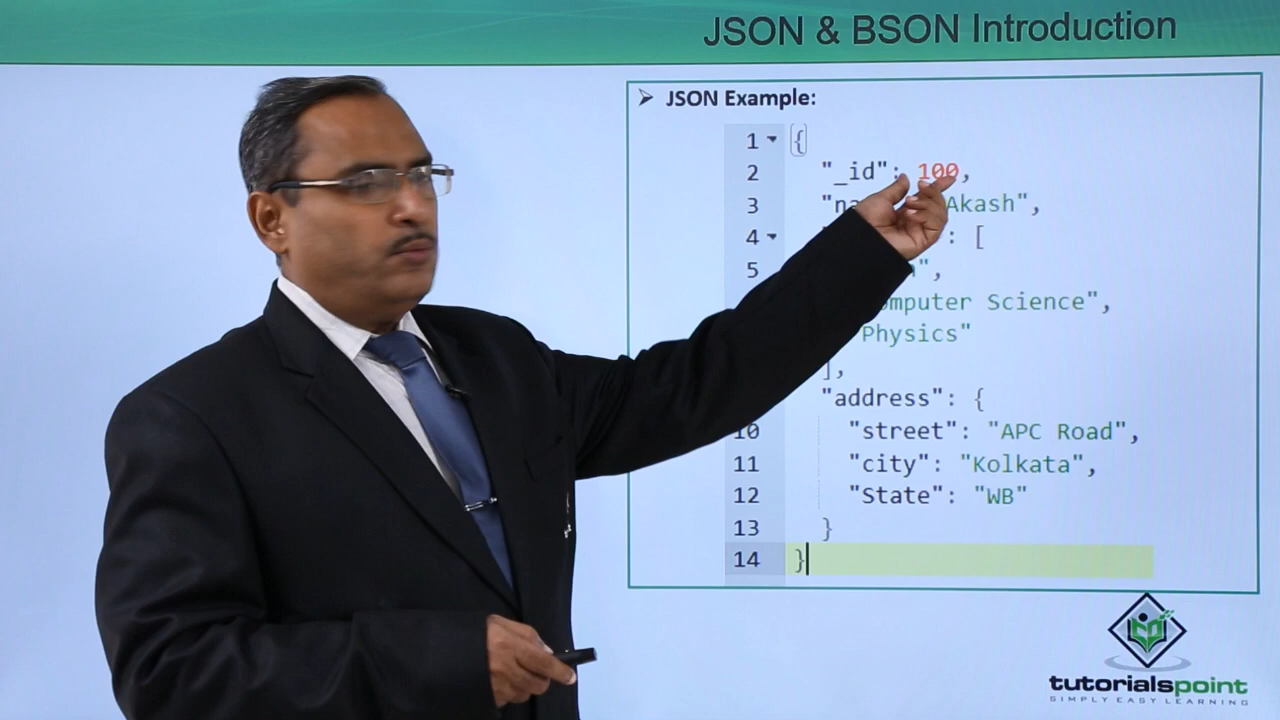 JSON & BSON Introduction
➢ JSON Example:
1 {
2 "_id": 100,
3 "na Akash",
4 : [
5 ",
omputer Science",
Physics"
],
"address": {
10 "street": "APC Road",
11 "city": "Kolkata",
12 "State": "WB"
13 }
14 }
tutorialspoint
SIMPLY EASY LEARNING